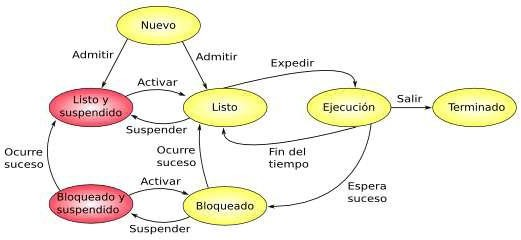 Nuevo
Admitir
Admitir
Expedir
Activar
Listo y
suspendido
Listo
Ejecución
Salir
Terminado
Suspender
Ocurre
suceso
Ocurre
suceso
Fin del
tiempo
Activar
Espera
suceso
Bloqueado y
suspendido
Bloqueado
Suspender